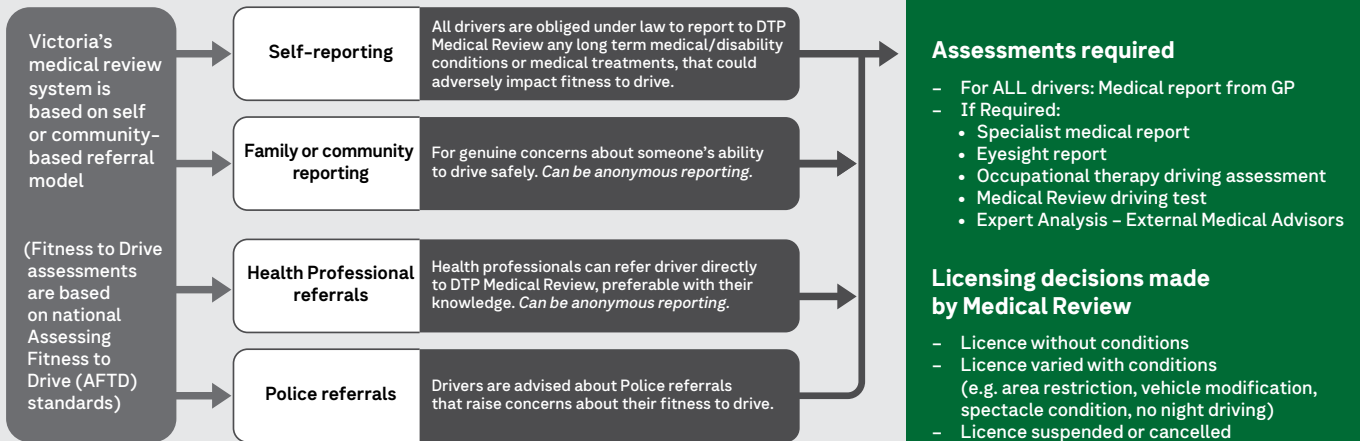 Victoria's
medical review
system is
based on self
or community-
based referral
model
(Fitness to Drive
assessments
are based
on national
Assessing
Fitness to
Drive (AFTD)
standards)
Self-reporting
All drivers are obliged under law to report to DTP
Medical Review any long term medical/disability
conditions or medical treatments, that could
adversely impact fitness to drive.
Family or community
reporting
For genuine concerns about someone's ability
to drive safely. Can be anonymous reporting.
Health Professional
referrals
Health professionals can refer driver directly
to DTP Medical Review, preferable with their
knowledge. Can be anonymous reporting.
Police referrals
Drivers are advised about Police referrals
that raise concerns about their fitness to drive.
Assessments required
– For ALL drivers: Medical report from GP
– If Required:
• Specialist medical report
• Eyesight report
• Occupational therapy driving assessment
• Medical Review driving test
• Expert Analysis – External Medical Advisors
Licensing decisions made
by Medical Review
– Licence without conditions
– Licence varied with conditions
(e.g. area restriction, vehicle modification,
spectacle condition, no night driving)
– Licence suspended or cancelled